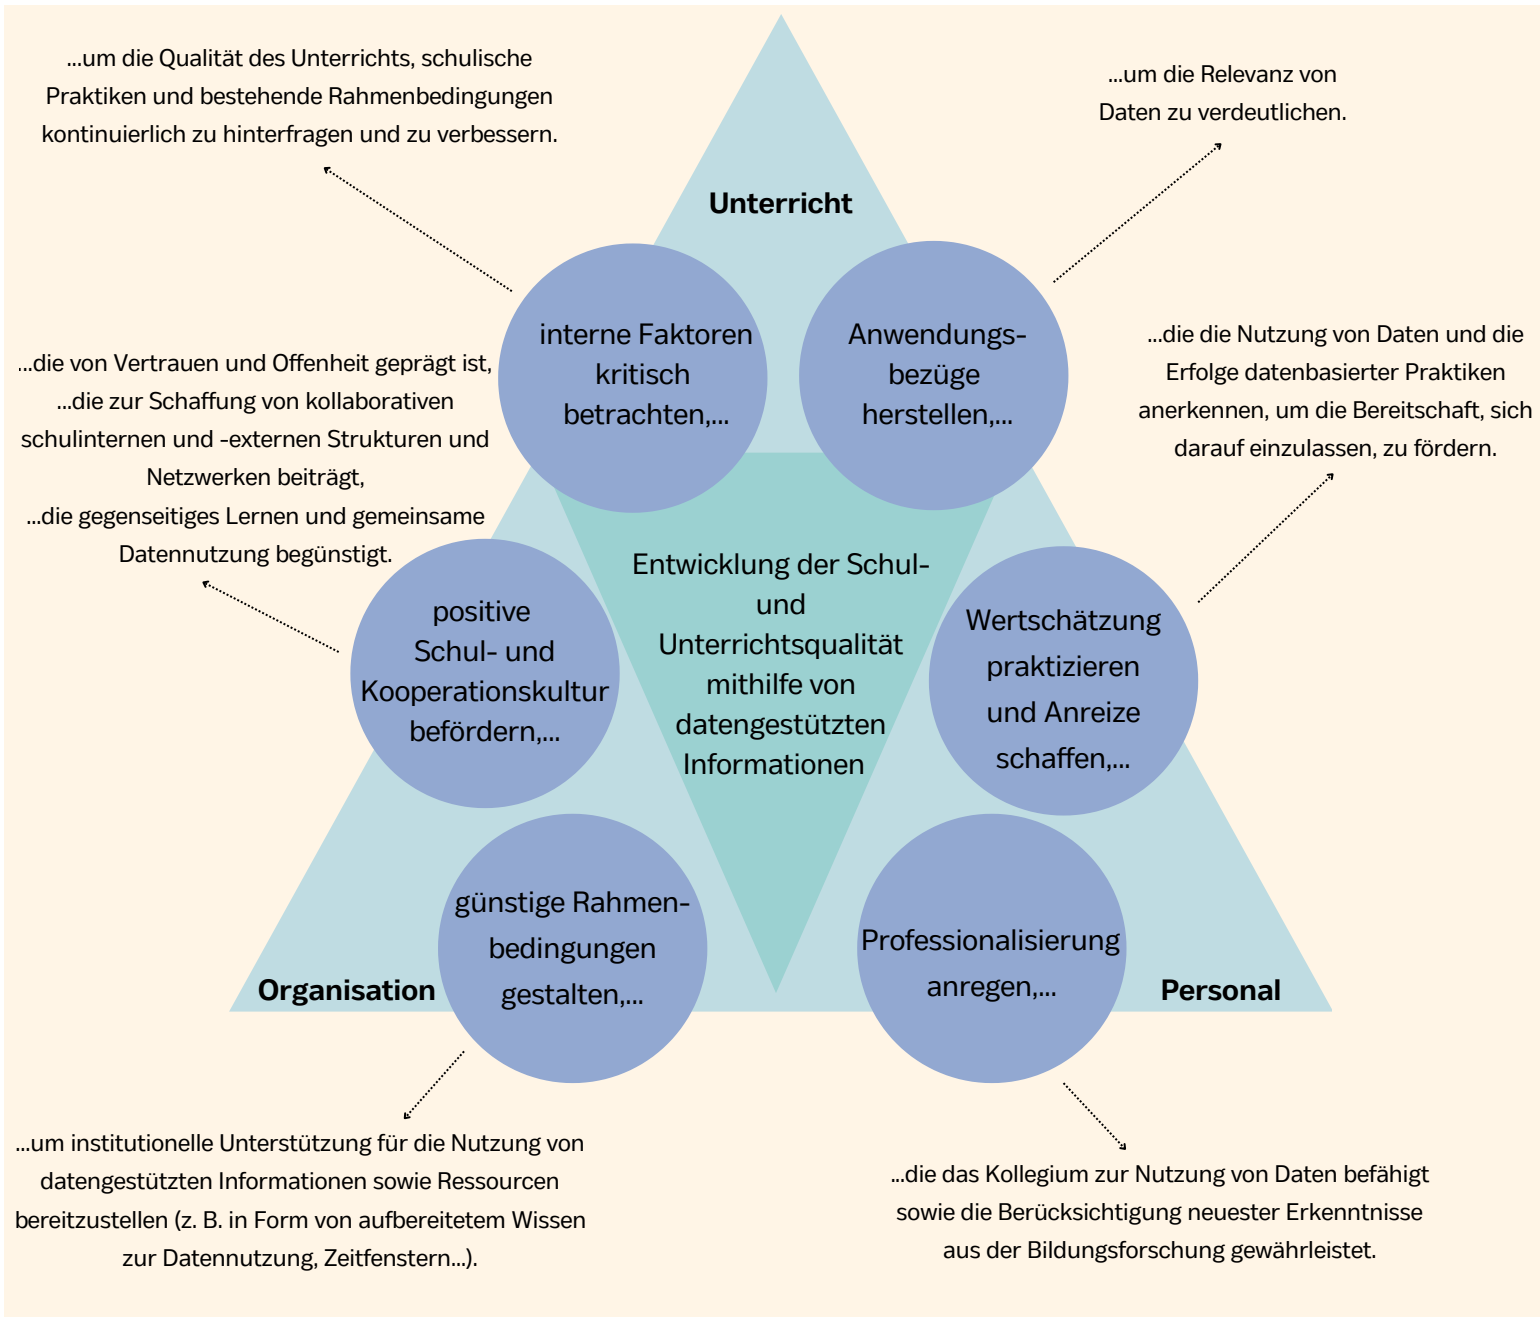 ...um die Qualität des Unterrichts, schulische
Praktiken und bestehende Rahmenbedingungen
kontinuierlich zu hinterfragen und zu verbessern.
...um die Relevanz von
Daten zu verdeutlichen.
Unterricht
interne Faktoren
kritisch
betrachten,...
Anwendungs-
bezüge
herstellen,...
...die von Vertrauen und Offenheit geprägt ist,
...die zur Schaffung von kollaborativen
schulinternen und -externen Strukturen und
Netzwerken beiträgt,
...die gegenseitiges Lernen und gemeinsame
Datennutzung begünstigt.
...die die Nutzung von Daten und die
Erfolge datenbasierter Praktiken
anerkennen, um die Bereitschaft, sich
darauf einzulassen, zu fördern.
positive
Schul- und
Kooperationskultur
befördern,...
Entwicklung der Schul-
und
Unterrichtsqualität
mithilfe von
datengestützten
Informationen
Wertschätzung
praktizieren
und Anreize
schaffen,...
günstige Rahmen-
bedingungen
gestalten,...
Professionalisierung
anregen,...
Organisation
Personal
...um institutionelle Unterstützung für die Nutzung von
datengestützten Informationen sowie Ressourcen
bereitzustellen (z. B. in Form von aufbereitetem Wissen
zur Datennutzung, Zeitfenstern...).
...die das Kollegium zur Nutzung von Daten befähigt
sowie die Berücksichtigung neuester Erkenntnisse
aus der Bildungsforschung gewährleistet.